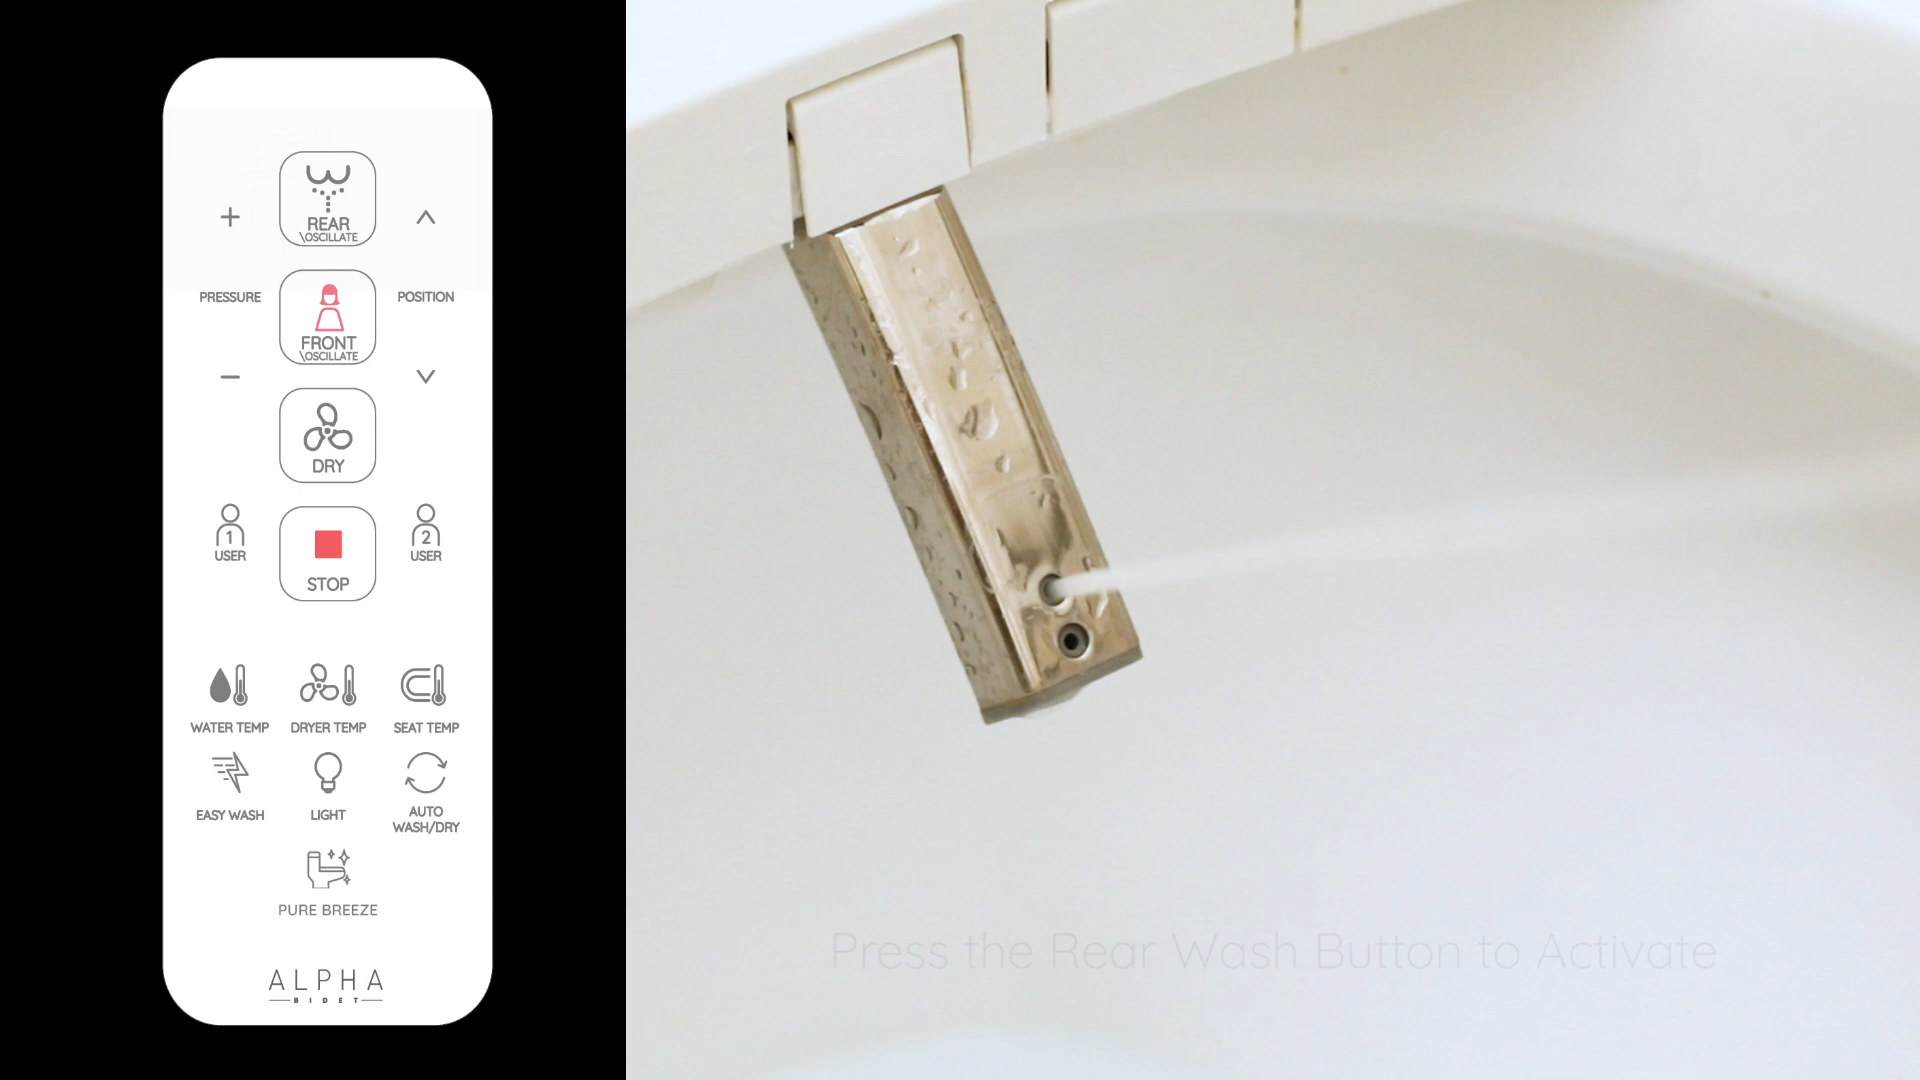 REAR
\OSCILLATE
PRESSURE
POSITION
FRONT
\OSCILLATE
DRY
1
USER
2
USER
STOP
WATER TEMP
DRYER TEMP
SEAT TEMP
EASY WASH
LIGHT
AUTO
WASH/DRY
PURE BREEZE
ALPHA
BIDET
Press the Rear Wash Button to Activate